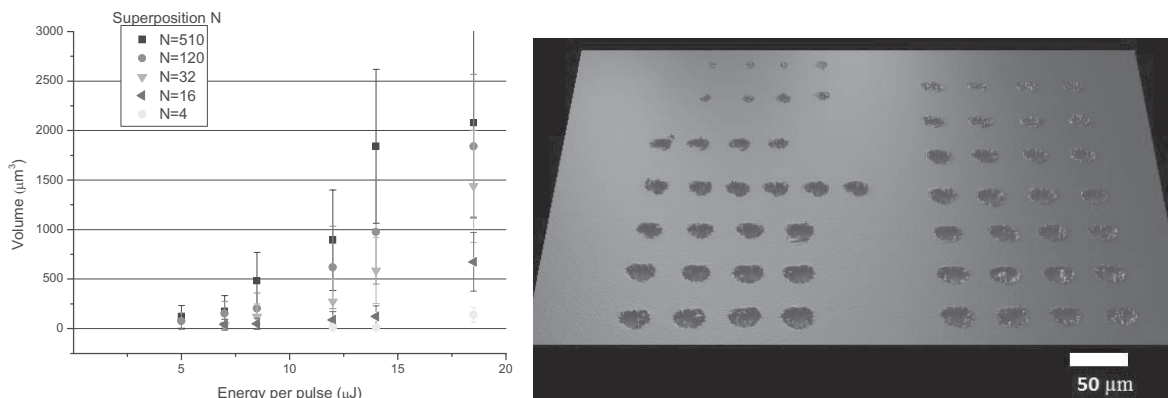 Superposition N
N=510
N=120
N=32
N=16
N=4
3000
2500
2000
1500
1000
500
0
Volume (μm³)
5
10
15
20
Energy per pulse (μJ)
50 μm